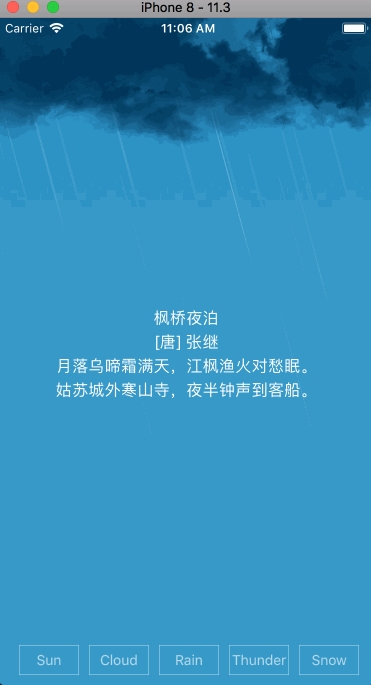 iPhone 8 - 11.3
Carrier 11:06 AM
枫桥夜泊
[唐] 张继
月落乌啼霜满天，江枫渔火对愁眠。
姑苏城外寒山寺，夜半钟声到客船。
Sun Cloud Rain Thunder Snow